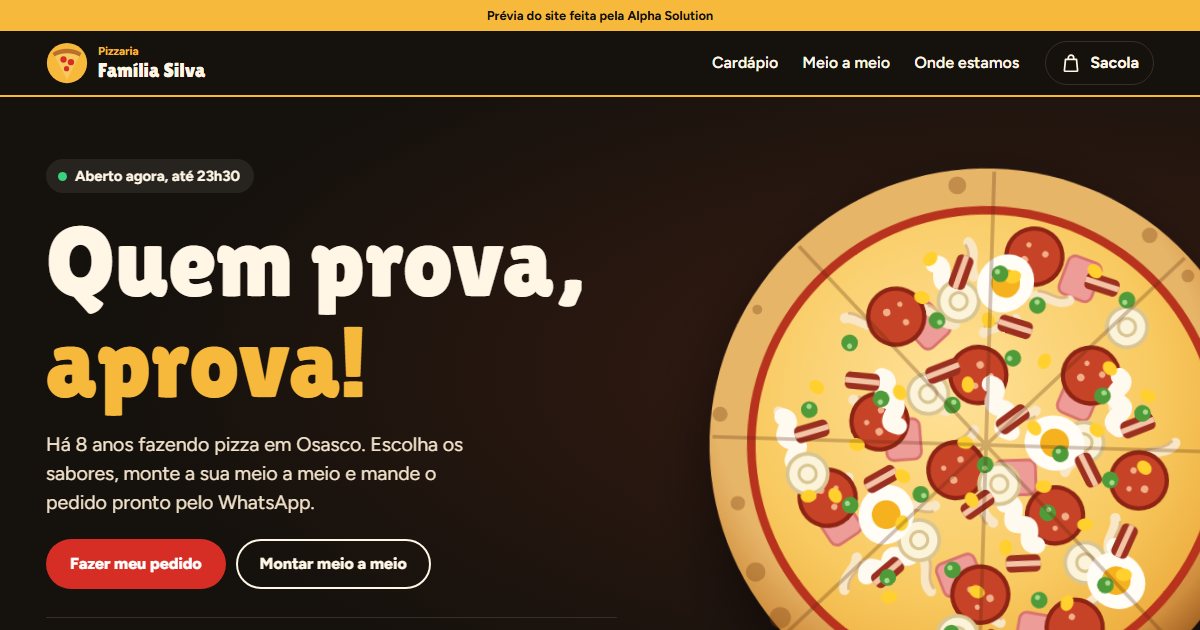 Prévia do site feita pela Alpha Solution
Pizzaria
Família Silva
Cardápio
Meio a meio
Onde estamos
Sacola
Aberto agora, até 23h30
Quem prova,
aprova!
Há 8 anos fazendo pizza em Osasco. Escolha os
sabores, monte a sua meio a meio e mande o
pedido pronto pelo WhatsApp.
Fazer meu pedido
Montar meio a meio